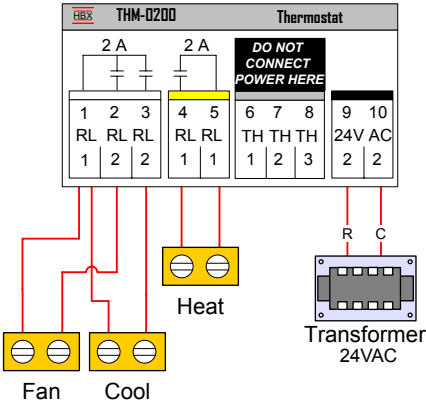 HBX THM-0200 Thermostat
2 A 2 A DO NOT
CONNECT
POWER HERE
1 2 3 4 5 6 7 8 9 10
RL RL RL RL RL TH TH TH 24V AC
1 2 2 1 1 1 2 3 2 2
R C
Heat
Transformer
24VAC
Fan Cool